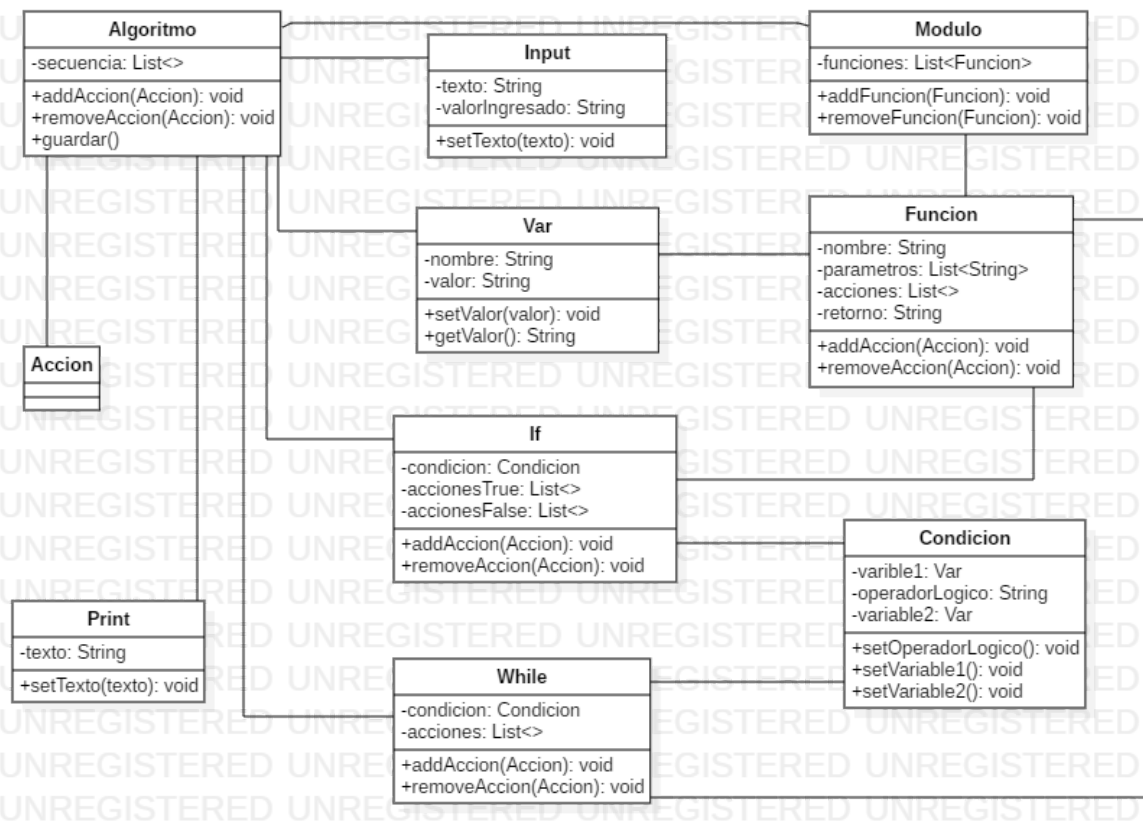 Algoritmo
-secuencia: List<>
+addAccion(Accion): void
+removeAccion(Accion): void
+guardar()
Input
-texto: String
-valorIngresado: String
+setTexto(texto): void
Modulo
-funciones: List<Funcion>
+addFuncion(Funcion): void
+removeFuncion(Funcion): void
Var
-nombre: String
-valor: String
+setValor(valor): void
+getValor(): String
Funcion
-nombre: String
-parametros: List<String>
-acciones: List<>
-retorno: String
+addAccion(Accion): void
+removeAccion(Accion): void
Accion
If
-condicion: Condicion
-accionesTrue: List<>
-accionesFalse: List<>
+addAccion(Accion): void
+removeAccion(Accion): void
Condicion
-varible1: Var
-operadorLogico: String
-variable2: Var
+setOperadorLogico(): void
+setVariable1(): void
+setVariable2(): void
Print
-texto: String
+setTexto(texto): void
While
-condicion: Condicion
-acciones: List<>
+addAccion(Accion): void
+removeAccion(Accion): void
UNREGISTERED